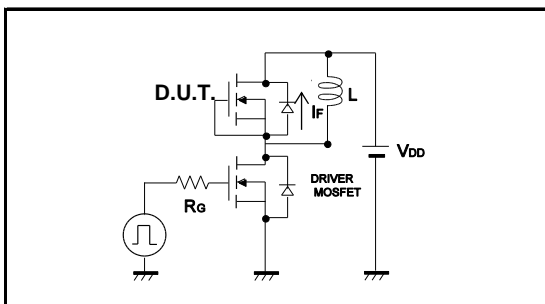 D.U.T.
IF
L
VDD
DRIVER
MOSFET
RG